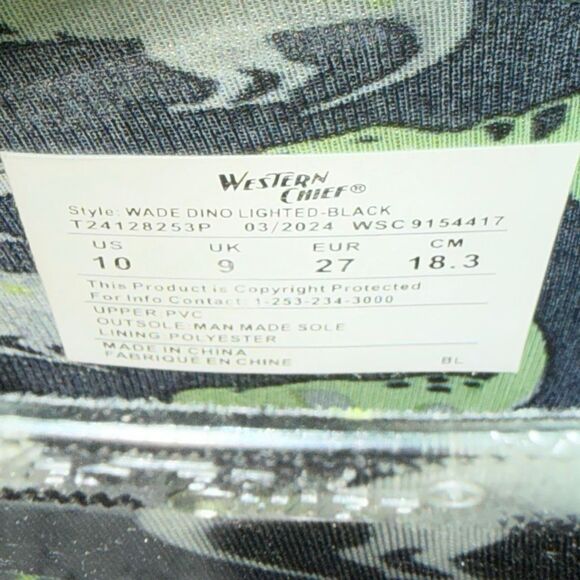 WESTERN
CHIEF®
Style: WADE DINO LIGHTED-BLACK
T24128253P 03/2024 WSC9154417
US UK EUR CM
10 9 27 18.3
This Product is Copyright Protected
For Info Contact: 1-253-234-3000
UPPER:PVC
OUTSOLE:MAN MADE SOLE
LINING:POLYESTER
MADE IN CHINA
FABRIQUE EN CHINE BL